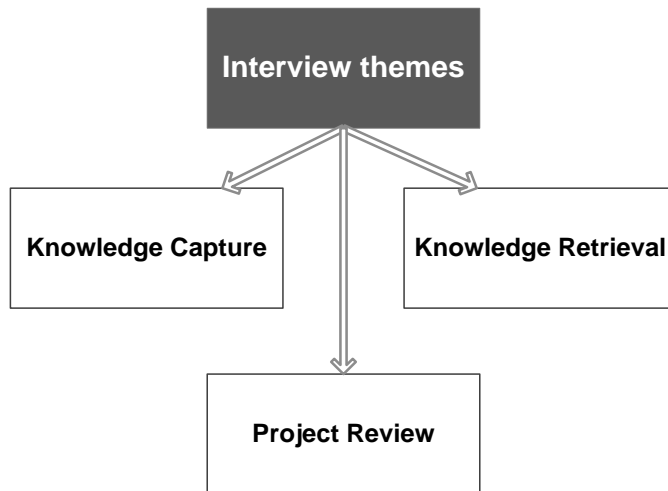 Interview themes
Knowledge Capture
Knowledge Retrieval
Project Review